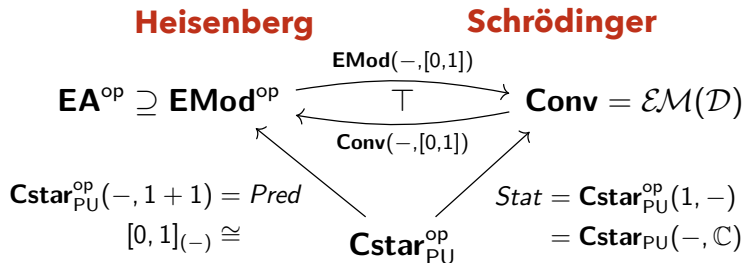 Heisenberg Schrödinger
EMod(−,[0,1])
EA^op ⊇ EMod^op ⊤ Conv = ℰℳ(𝒟)
Conv(−,[0,1])
Cstar^op_PU(−, 1 + 1) = Pred Stat = Cstar^op_PU(1, −)
[0, 1]_(−) ≅ = Cstar_PU(−, ℂ)
Cstar^op_PU